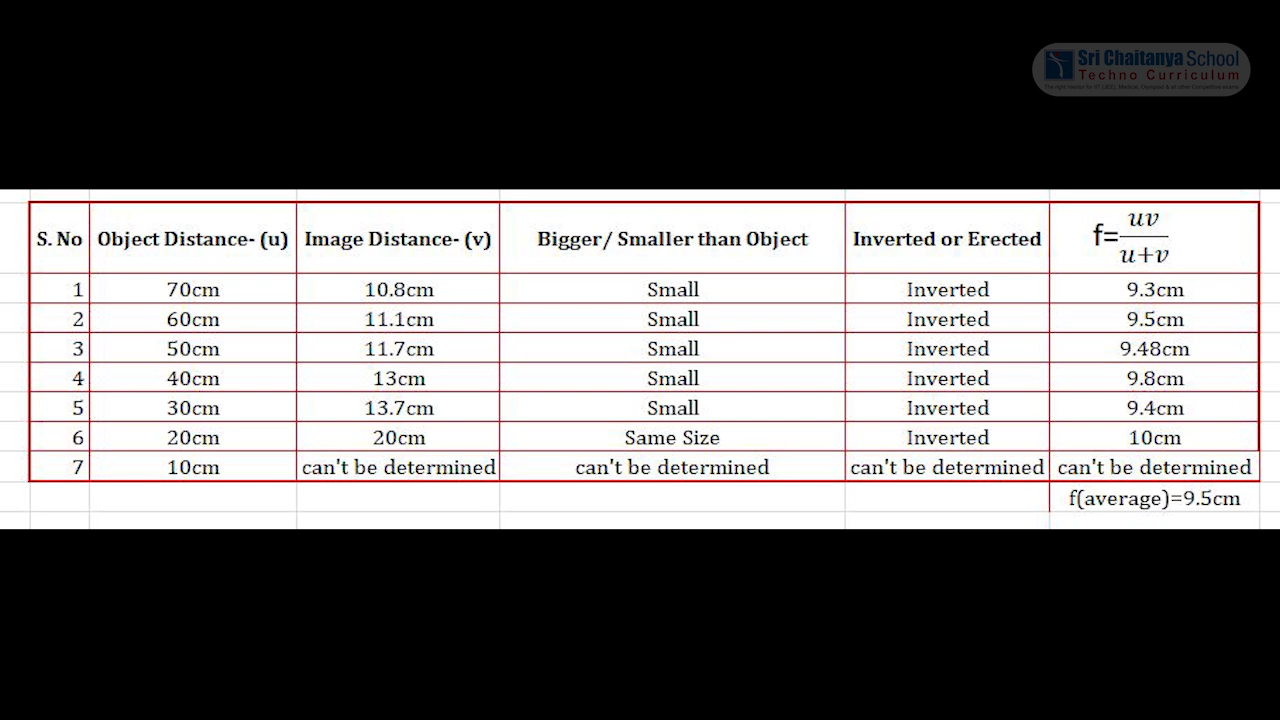 Sri Chaitanya School
Techno Curriculum
S. No Object Distance- (u) Image Distance- (v) Bigger/ Smaller than Object Inverted or Erected f=uv/u+v
1 70cm 10.8cm Small Inverted 9.3cm
2 60cm 11.1cm Small Inverted 9.5cm
3 50cm 11.7cm Small Inverted 9.48cm
4 40cm 13cm Small Inverted 9.8cm
5 30cm 13.7cm Small Inverted 9.4cm
6 20cm 20cm Same Size Inverted 10cm
7 10cm can't be determined can't be determined can't be determined can't be determined
f(average)=9.5cm